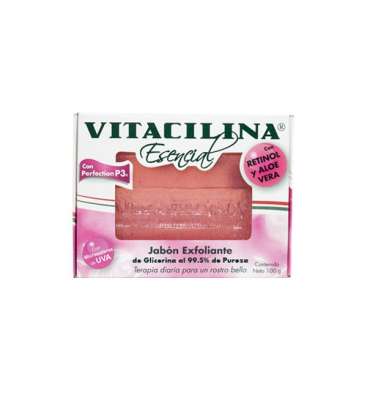 VITACILINA®
Esencial
Con
Perfection P3®
Con
RETINOL
Y ALOE
VERA
Jabón Exfoliante
de Glicerina al 99.5% de Pureza
Terapia diaria para un rostro bello
Con
de UVA
Contenido
Neto 100 g